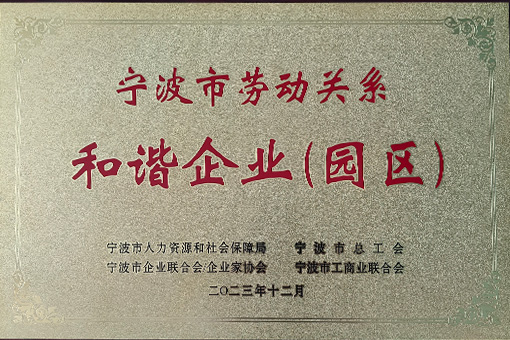 宁波市劳动关系
和谐企业(园区)
宁波市人力资源和社会保障局 宁波市总工会
宁波市企业联合会/企业家协会 宁波市工商业联合会
二〇二三年十二月